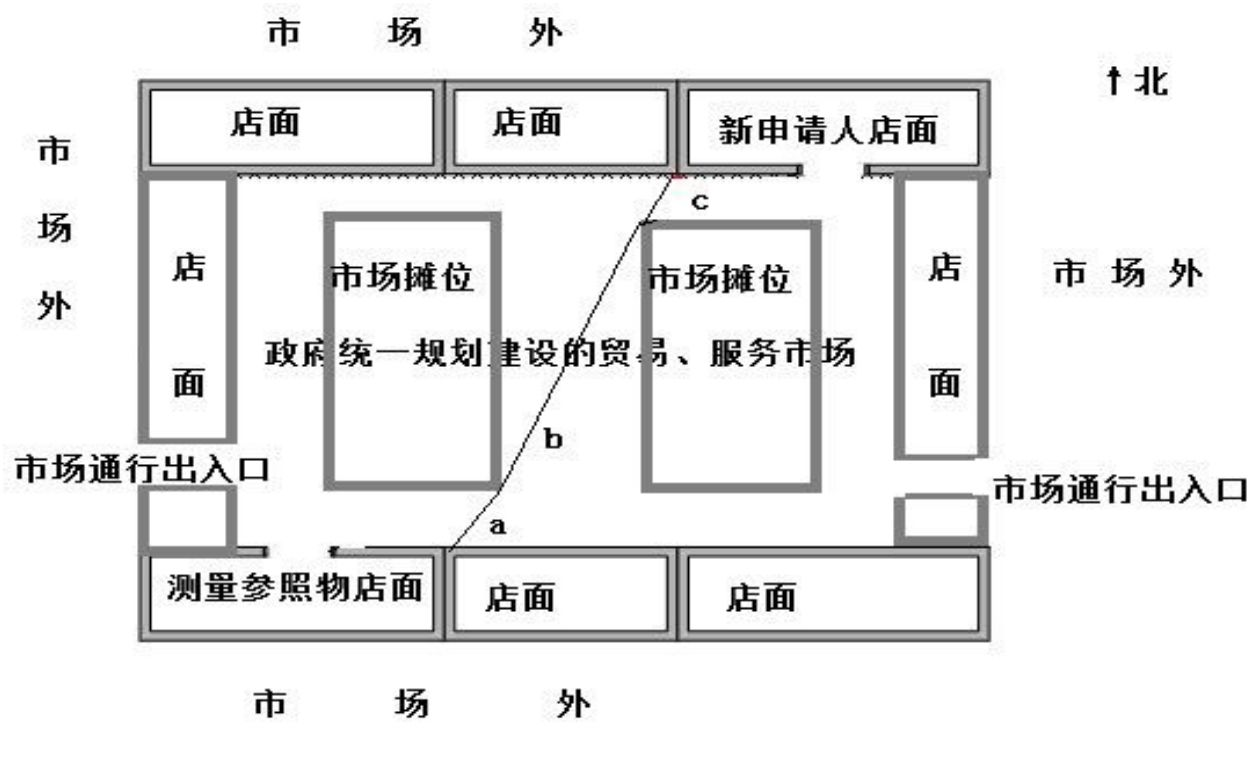 市 场 外
↑北
店面
店面
新申请人店面
市
场
外
c
店
面
市场摊位
市场摊位
店
面
市 场 外
政府统一规划建设的贸易、服务市场
b
市场通行出入口
市场通行出入口
a
测量参照物店面
店面
店面
市 场 外